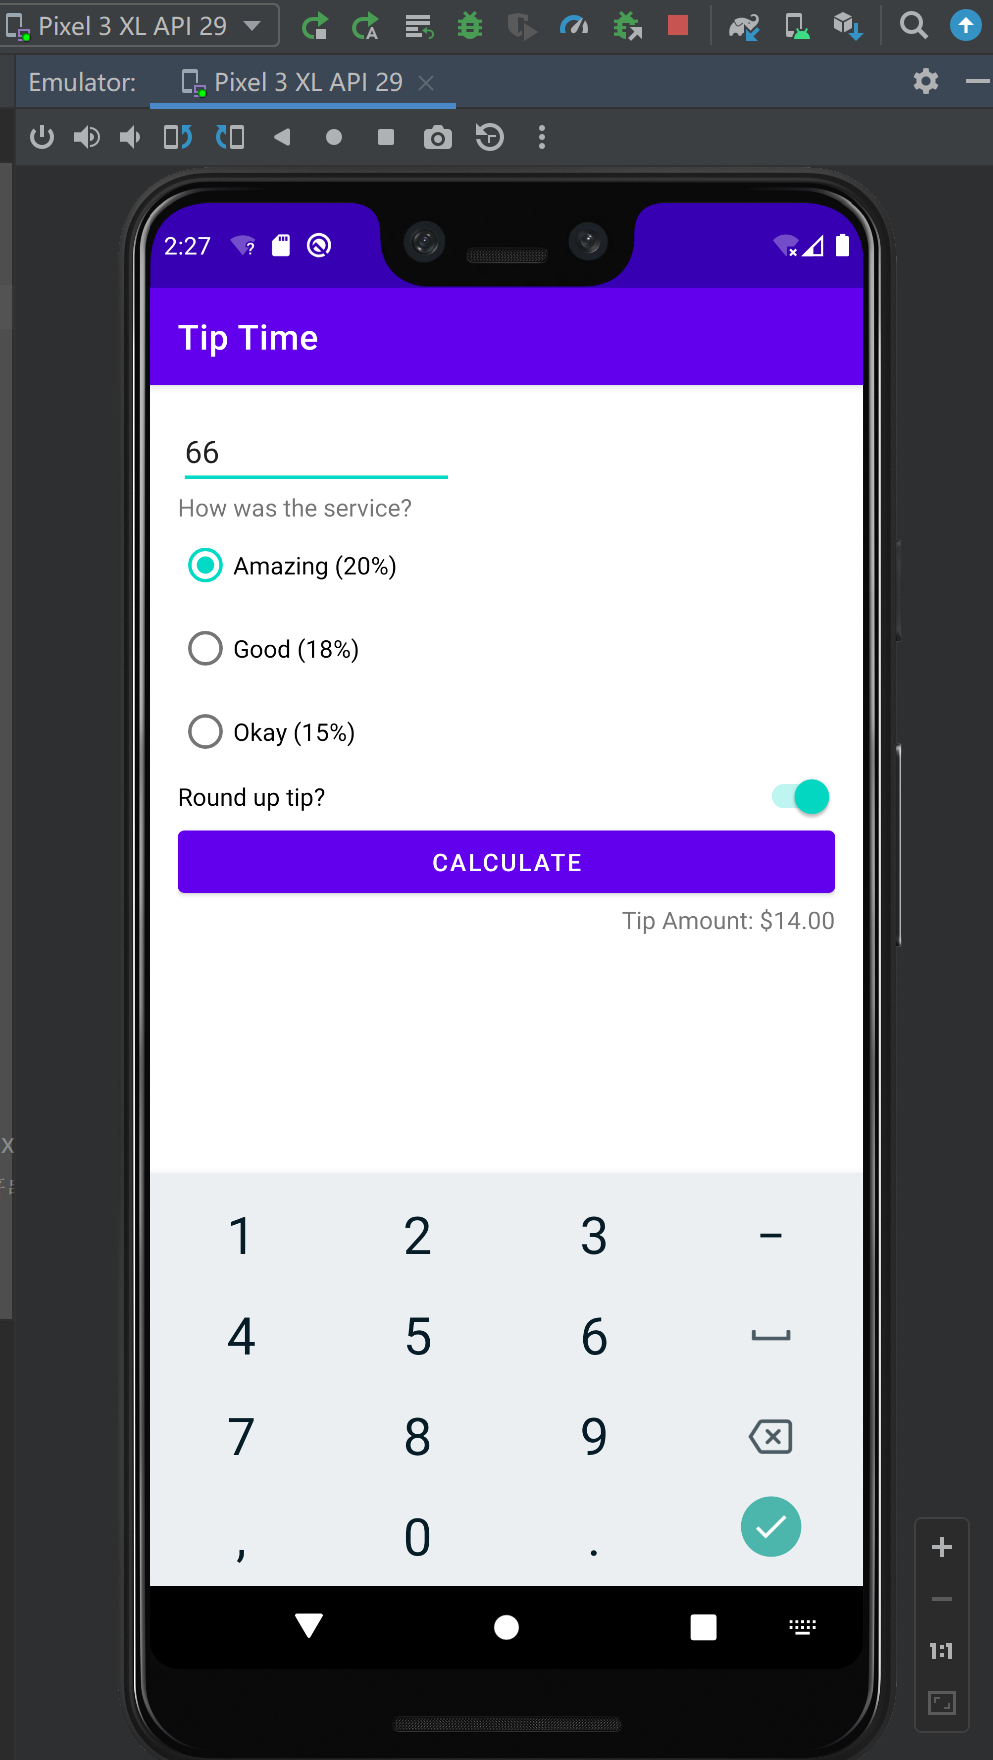 Pixel 3 XL API 29
Emulator: Pixel 3 XL API 29
2:27
Tip Time
66
How was the service?
Amazing (20%)
Good (18%)
Okay (15%)
Round up tip?
CALCULATE
Tip Amount: $14.00
X
1 2 3 -
4 5 6
7 8 9
, 0 .
1:1